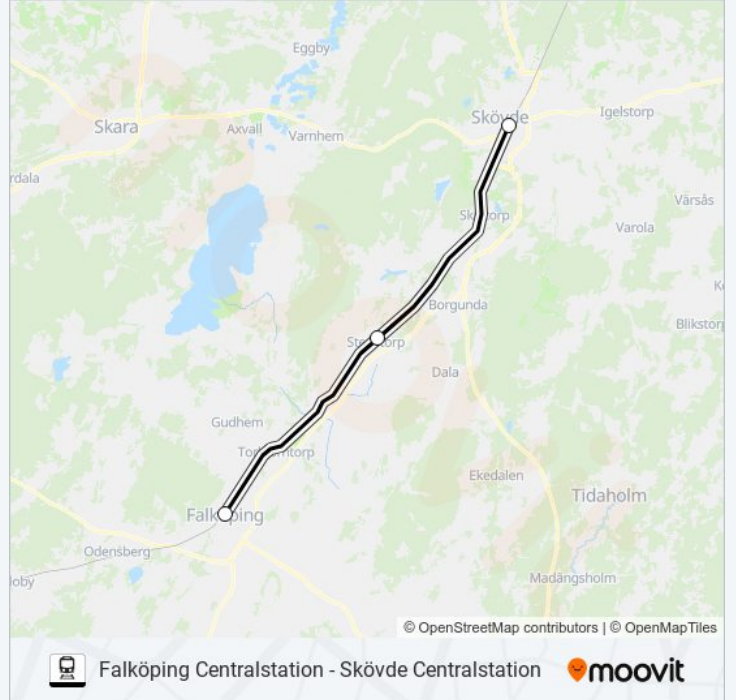 Eggby
Skövde
Igelstorp
Skara
Axvall
Varnhem
rdala
Värsås
Varola
Borgunda
Blikstorp
Dala
Gudhem
Ekedalen
Tidaholm
Falköping
Odensberg
loby
Madängsholm
© OpenStreetMap contributors | © OpenMapTiles
Falköping Centralstation - Skövde Centralstation
moovit